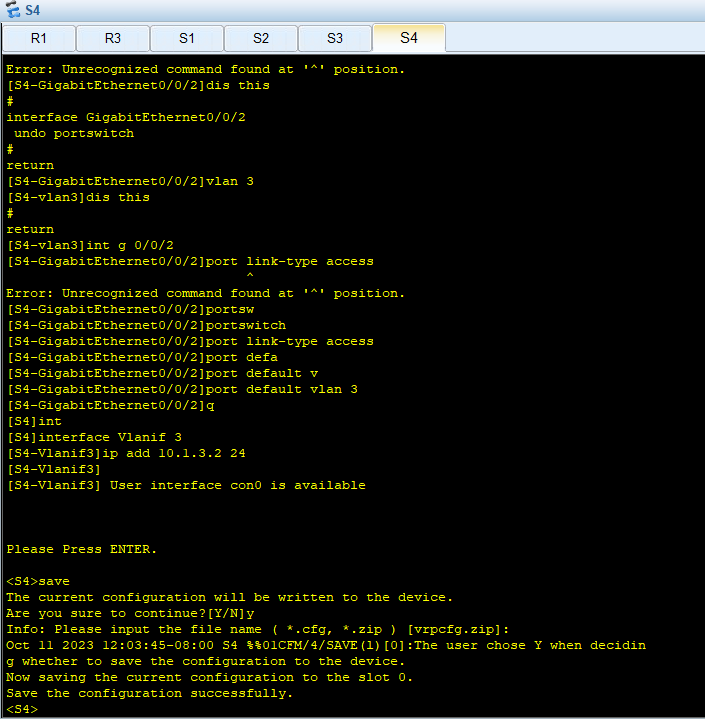 S4
R1 R3 S1 S2 S3 S4
Error: Unrecognized command found at '^' position.
[S4-GigabitEthernet0/0/2]dis this
#
interface GigabitEthernet0/0/2
 undo portswitch
#
return
[S4-GigabitEthernet0/0/2]vlan 3
[S4-vlan3]dis this
#
return
[S4-vlan3]int g 0/0/2
[S4-GigabitEthernet0/0/2]port link-type access
                              ^
Error: Unrecognized command found at '^' position.
[S4-GigabitEthernet0/0/2]portsw
[S4-GigabitEthernet0/0/2]portswitch
[S4-GigabitEthernet0/0/2]port link-type access
[S4-GigabitEthernet0/0/2]port defa
[S4-GigabitEthernet0/0/2]port default v
[S4-GigabitEthernet0/0/2]port default vlan 3
[S4-GigabitEthernet0/0/2]q
[S4]int
[S4]interface Vlanif 3
[S4-Vlanif3]ip add 10.1.3.2 24
[S4-Vlanif3]
[S4-Vlanif3] User interface con0 is available
Please Press ENTER.
<S4>save
The current configuration will be written to the device.
Are you sure to continue?[Y/N]y
Info: Please input the file name ( *.cfg, *.zip ) [vrpcfg.zip]:
Oct 11 2023 12:03:45-08:00 S4 %%01CFM/4/SAVE(l)[0]:The user chose Y when decidin
g whether to save the configuration to the device.
Now saving the current configuration to the slot 0.
Save the configuration successfully.
<S4>